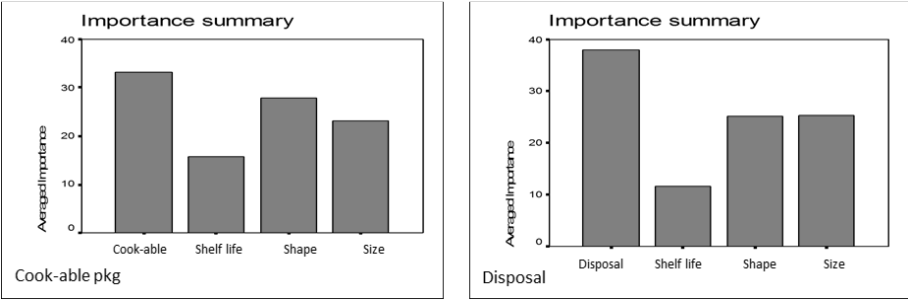 Importance summary
40
30
20
10
0
Averaged Importance
Cook-able Shelf life Shape Size
Cook-able pkg
Importance summary
40
30
20
10
0
Averaged Importance
Disposal Shelf life Shape Size
Disposal